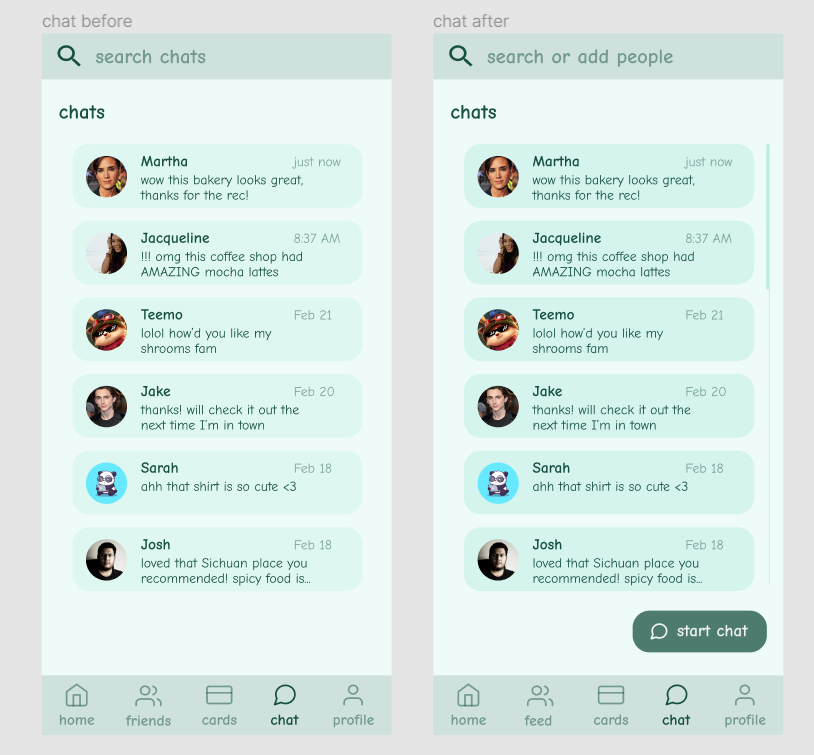 chat before
search chats
chats
Martha just now
wow this bakery looks great,
thanks for the rec!
Jacqueline 8:37 AM
!!! omg this coffee shop had
AMAZING mocha lattes
Teemo Feb 21
lolol how'd you like my
shrooms fam
Jake Feb 20
thanks! will check it out the
next time I'm in town
Sarah Feb 18
ahh that shirt is so cute <3
Josh Feb 18
loved that Sichuan place you
recommended! spicy food is...
home friends cards chat profile
chat after
search or add people
chats
Martha just now
wow this bakery looks great,
thanks for the rec!
Jacqueline 8:37 AM
!!! omg this coffee shop had
AMAZING mocha lattes
Teemo Feb 21
lolol how'd you like my
shrooms fam
Jake Feb 20
thanks! will check it out the
next time I'm in town
Sarah Feb 18
ahh that shirt is so cute <3
Josh Feb 18
loved that Sichuan place you
recommended! spicy food is...
start chat
home feed cards chat profile